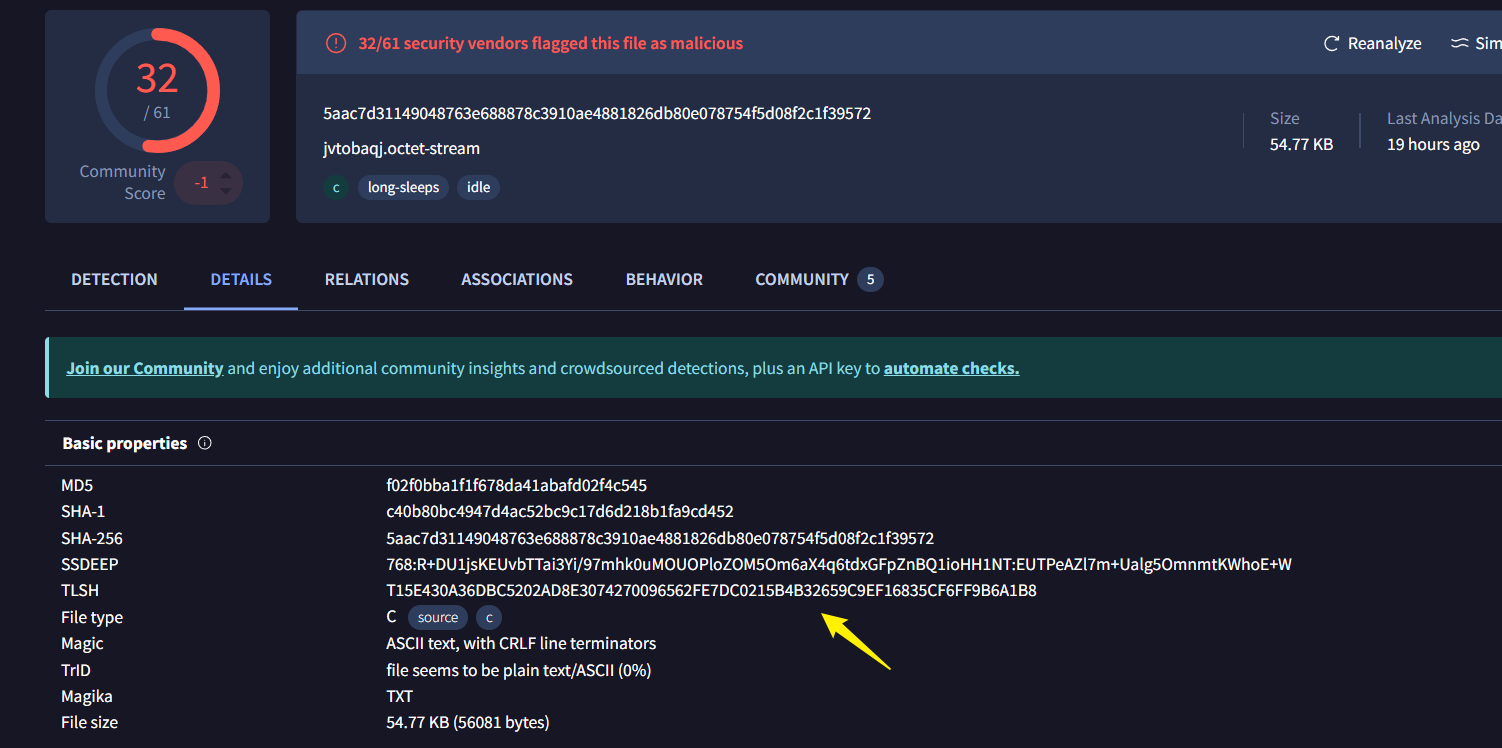 32
/ 61
Community
Score
-1
32/61 security vendors flagged this file as malicious
Reanalyze
Sim
5aac7d31149048763e688878c3910ae4881826db80e078754f5d08f2c1f39572
jvtobaqj.octet-stream
c long-sleeps idle
Size
54.77 KB
Last Analysis Da
19 hours ago
DETECTION DETAILS RELATIONS ASSOCIATIONS BEHAVIOR COMMUNITY 5
Join our Community and enjoy additional community insights and crowdsourced detections, plus an API key to automate checks.
Basic properties
MD5 f02f0bba1f1f678da41abafd02f4c545
SHA-1 c40b80bc4947d4ac52bc9c17d6d218b1fa9cd452
SHA-256 5aac7d31149048763e688878c3910ae4881826db80e078754f5d08f2c1f39572
SSDEEP 768:R+DU1jsKEUvbTTai3Yi/97mhk0uMOUOPloZOM5Om6aX4q6tdxGFpZnBQ1ioHH1NT:EUTPeAZl7m+Ualg5OmnmtKWhoE+W
TLSH T15E430A36DBC5202AD8E3074270096562FE7DC0215B4B32659C9EF16835CF6FF9B6A1B8
File type C source c
Magic ASCII text, with CRLF line terminators
TrID file seems to be plain text/ASCII (0%)
Magika TXT
File size 54.77 KB (56081 bytes)